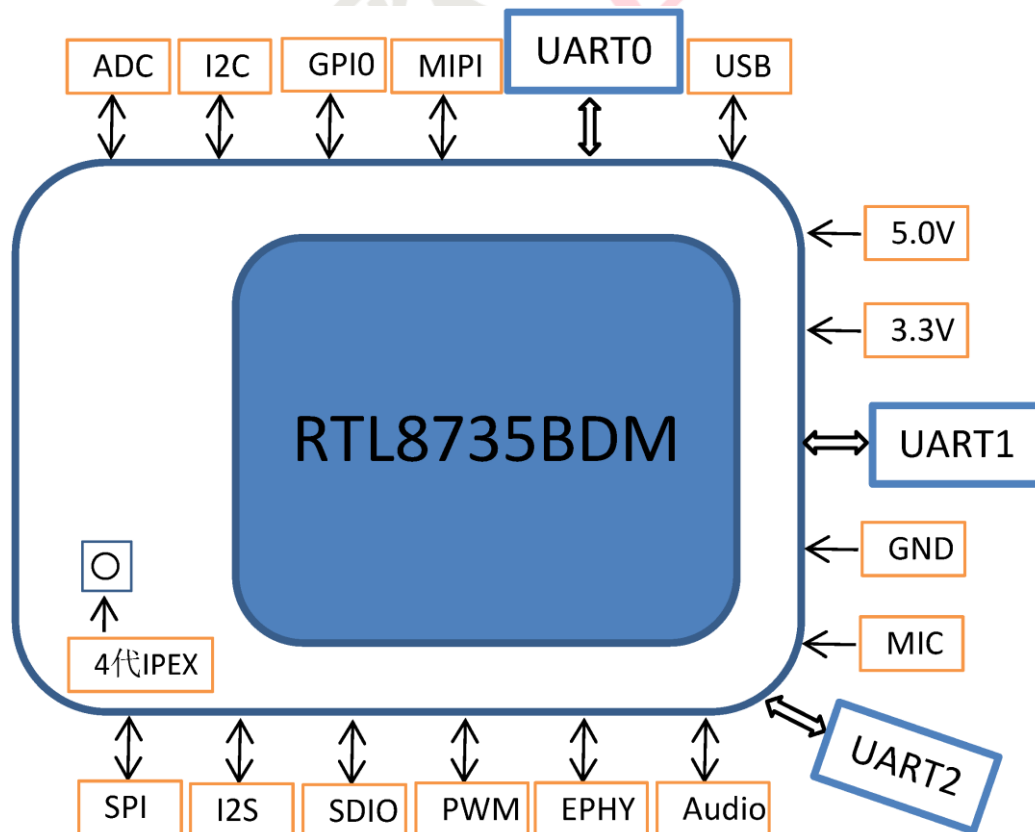 ADC
I2C
GPI0
MIPI
UART0
USB
5.0V
3.3V
RTL8735BDM
UART1
GND
MIC
4代IPEX
UART2
SPI
I2S
SDIO
PWM
EPHY
Audio